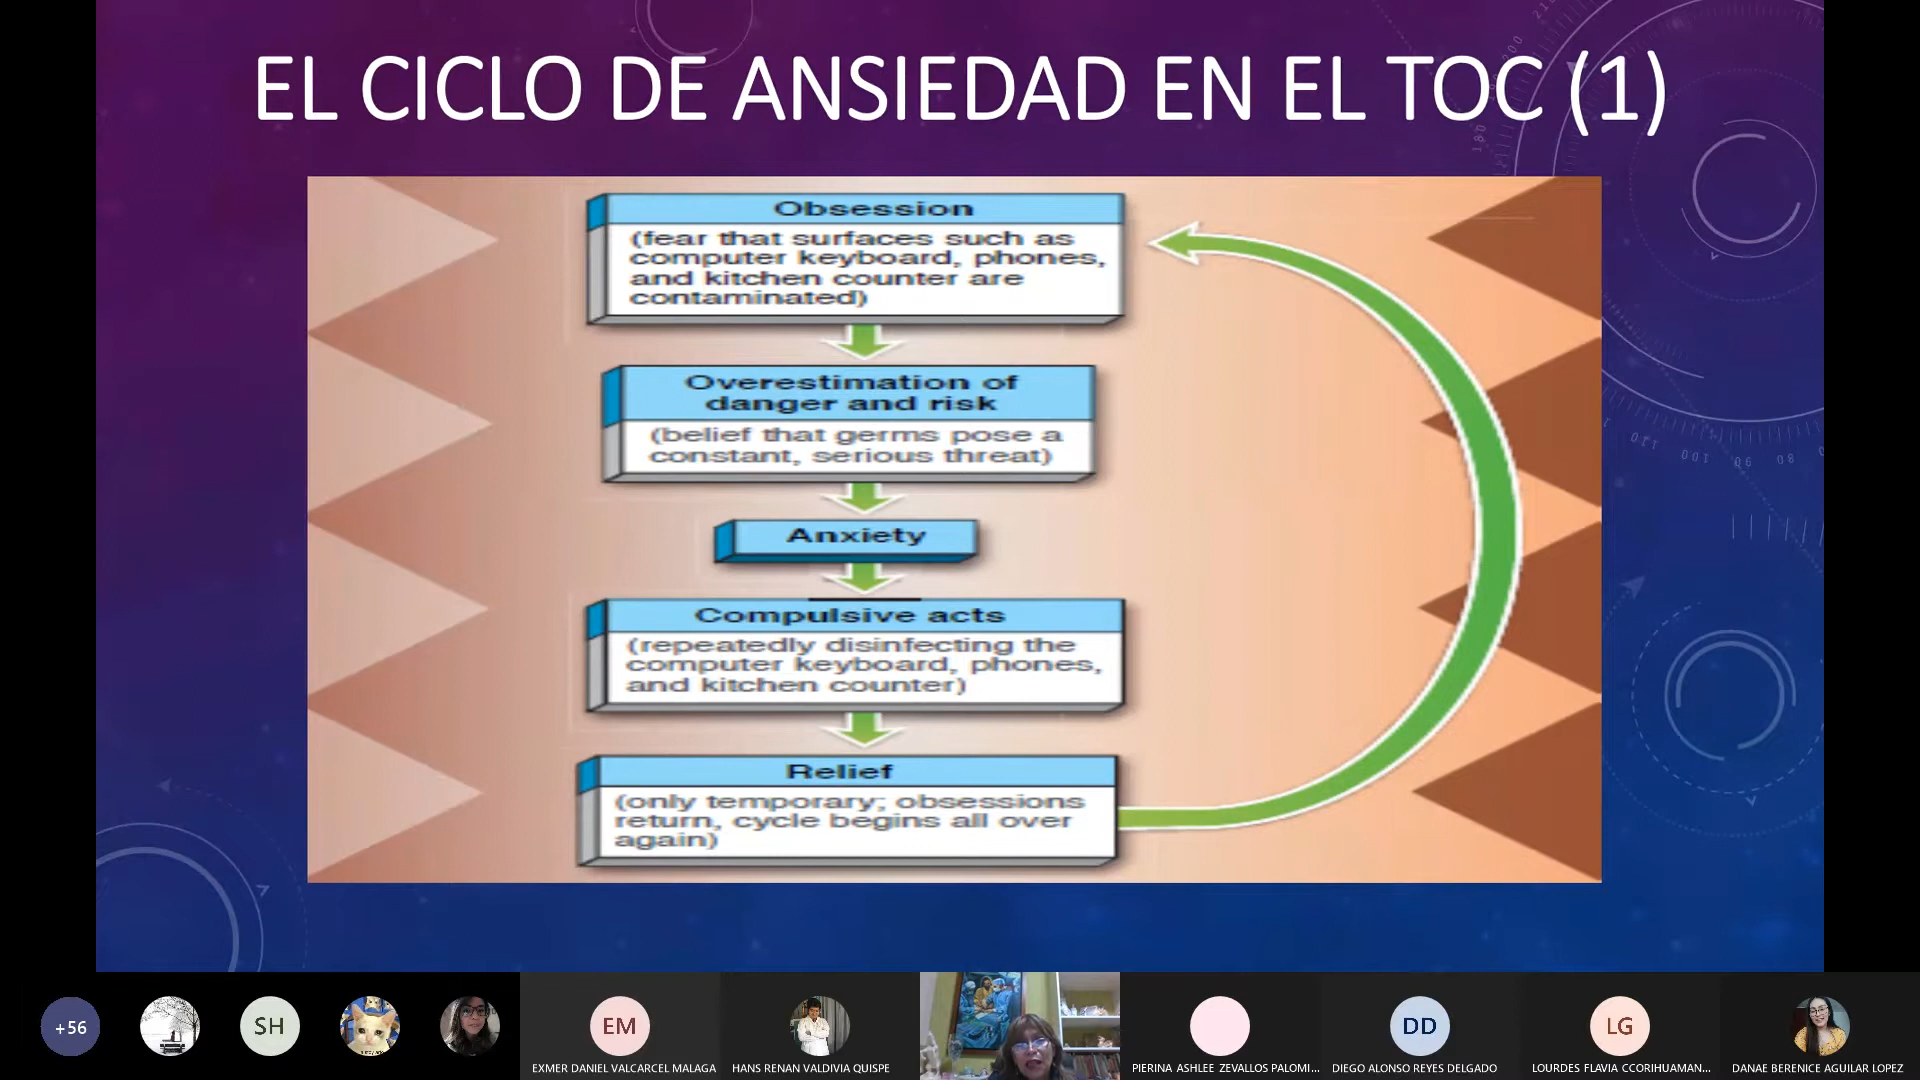 EL CICLO DE ANSIEDAD EN EL TOC (1)
Obsession
(fear that surfaces such as
computer keyboard, phones,
and kitchen counter are
contaminated)
Overestimation of
danger and risk
(belief that germs pose a
constant, serious threat)
Anxiety
Compulsive acts
(repeatedly disinfecting the
computer keyboard, phones,
and kitchen counter)
Relief
(only temporary; obsessions
return, cycle begins all over
again)
+56
SH
EM
DD
LG
EXMER DANIEL VALCARCEL MALAGA
HANS RENAN VALDIVIA QUISPE
PIERINA ASHLEE ZEVALLOS PALOMI...
DIEGO ALONSO REYES DELGADO
LOURDES FLAVIA CCORIHUAMAN...
DANAE BERENICE AGUILAR LOPEZ